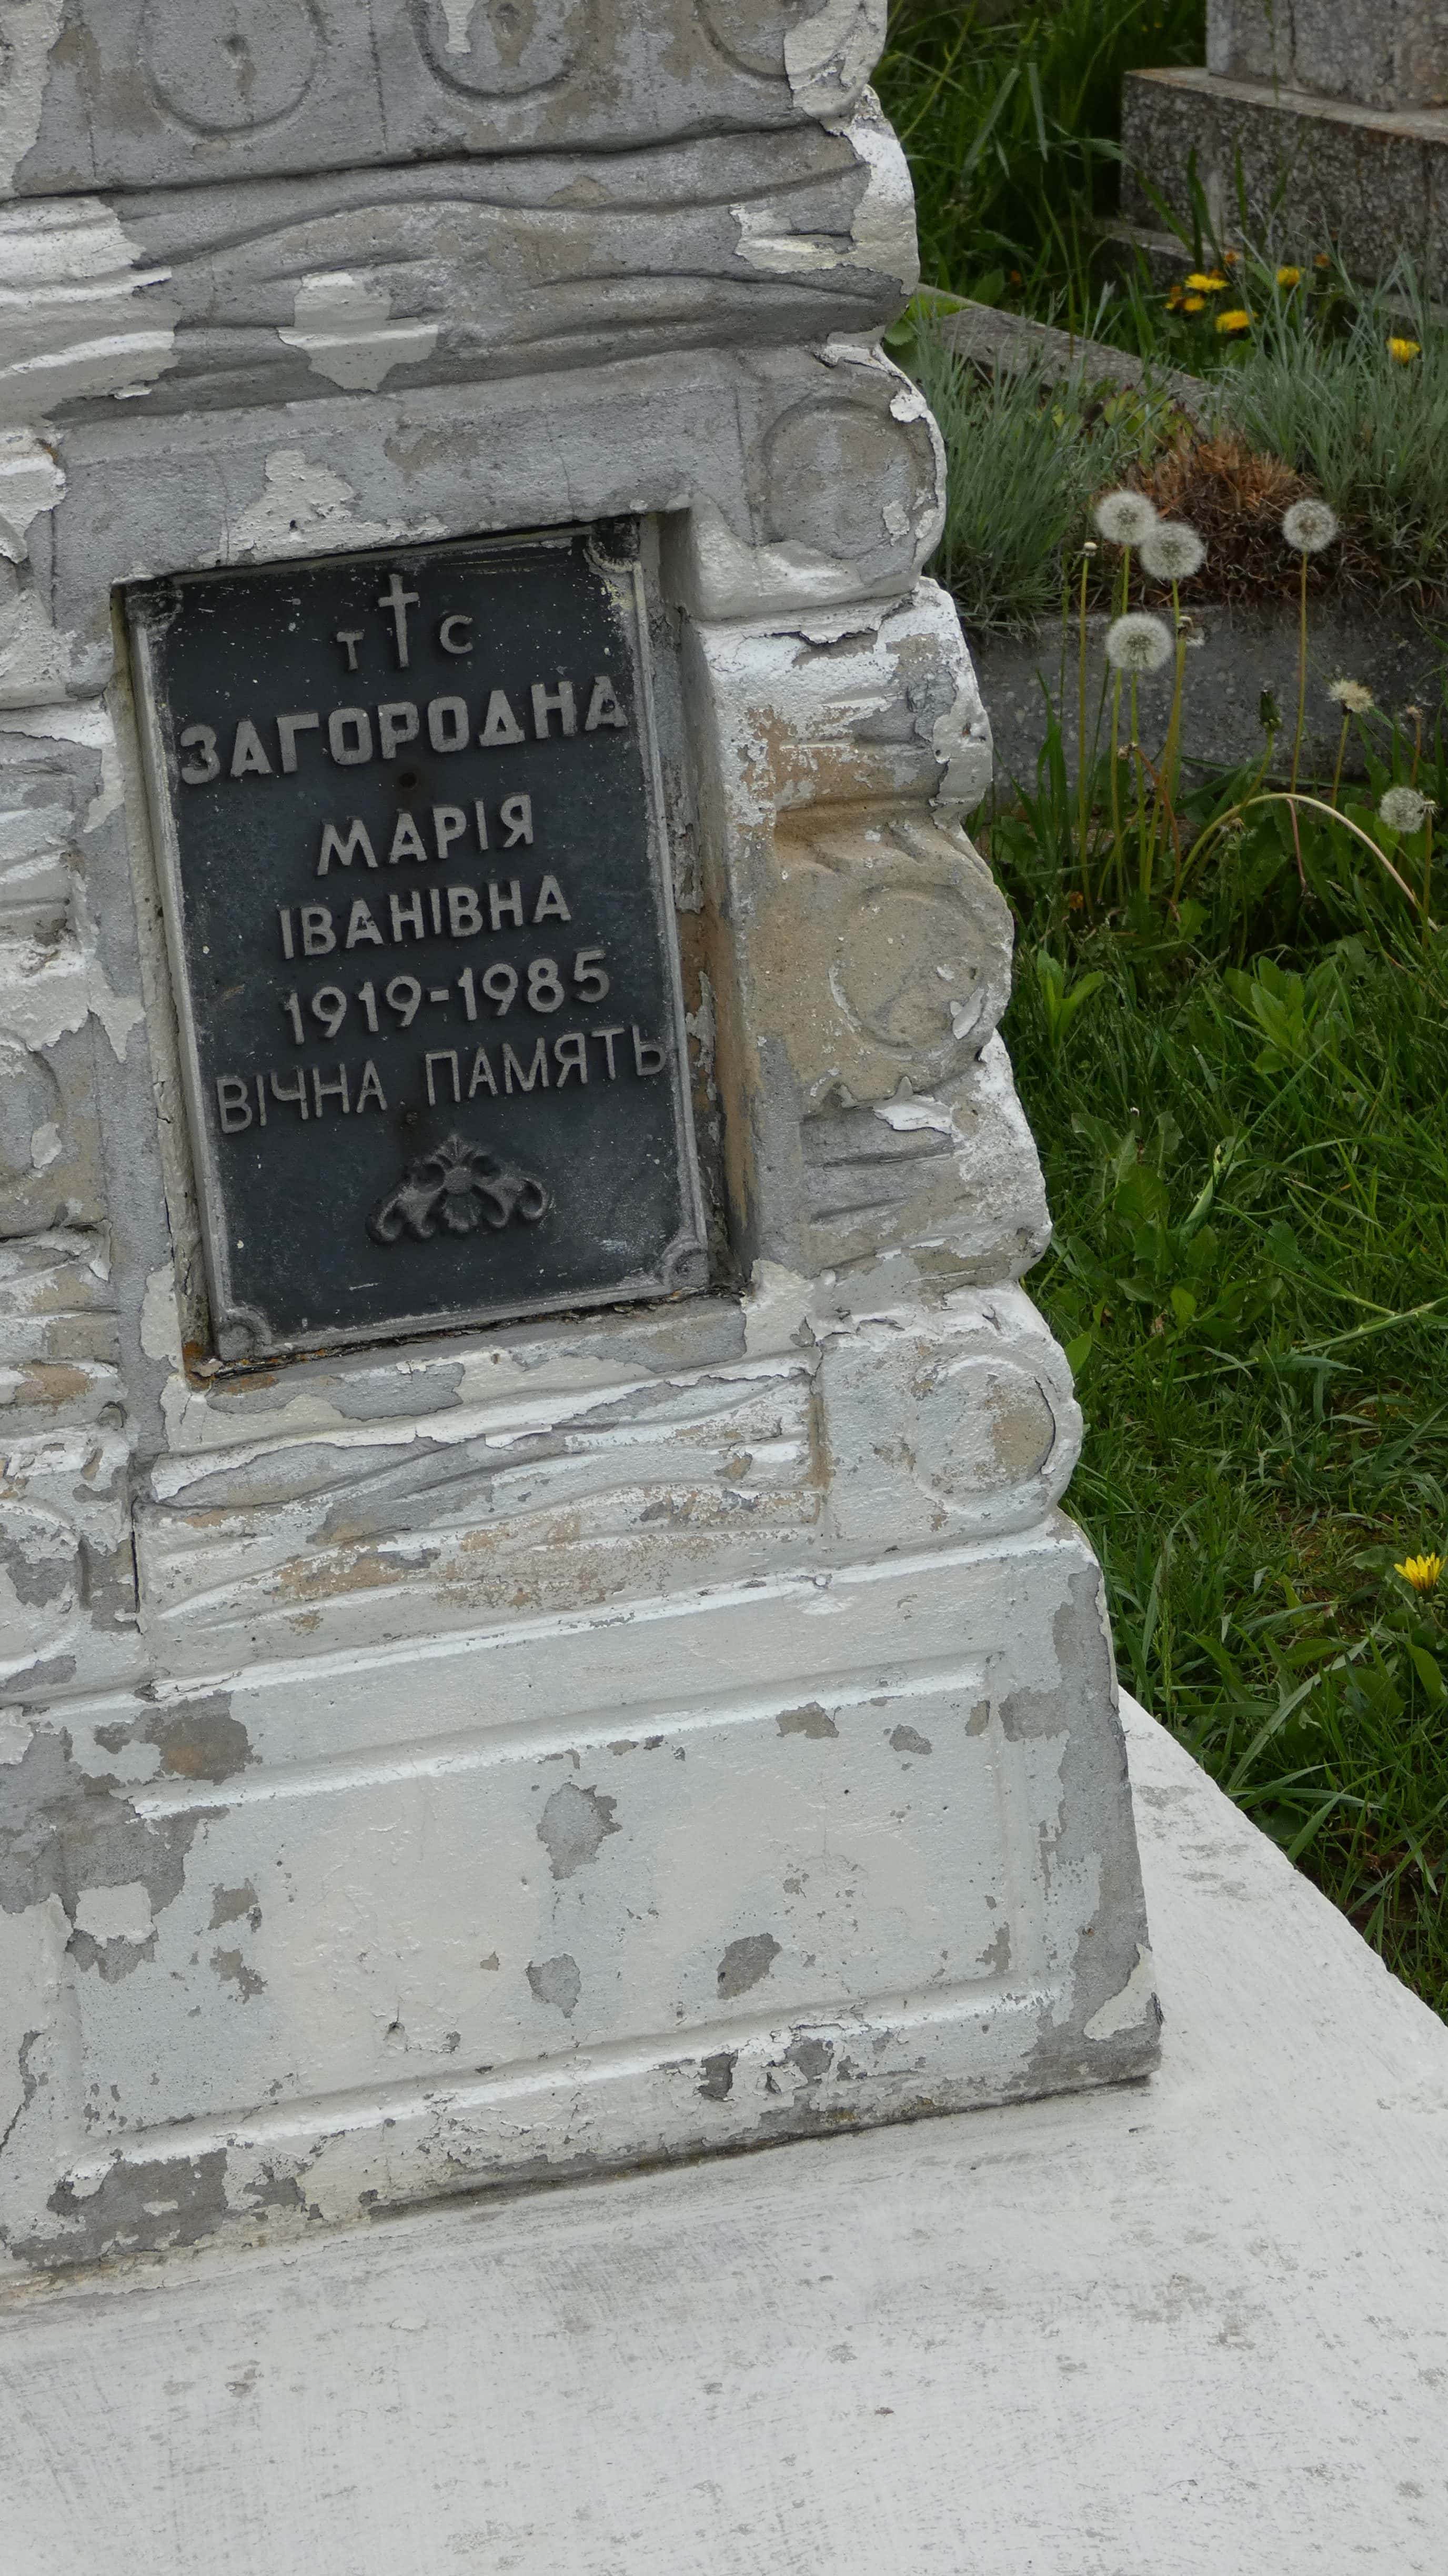 Т † С
ЗАГОРОДНА
МАРІЯ
ІВАНІВНА
1919-1985
ВІЧНА ПАМЯТЬ